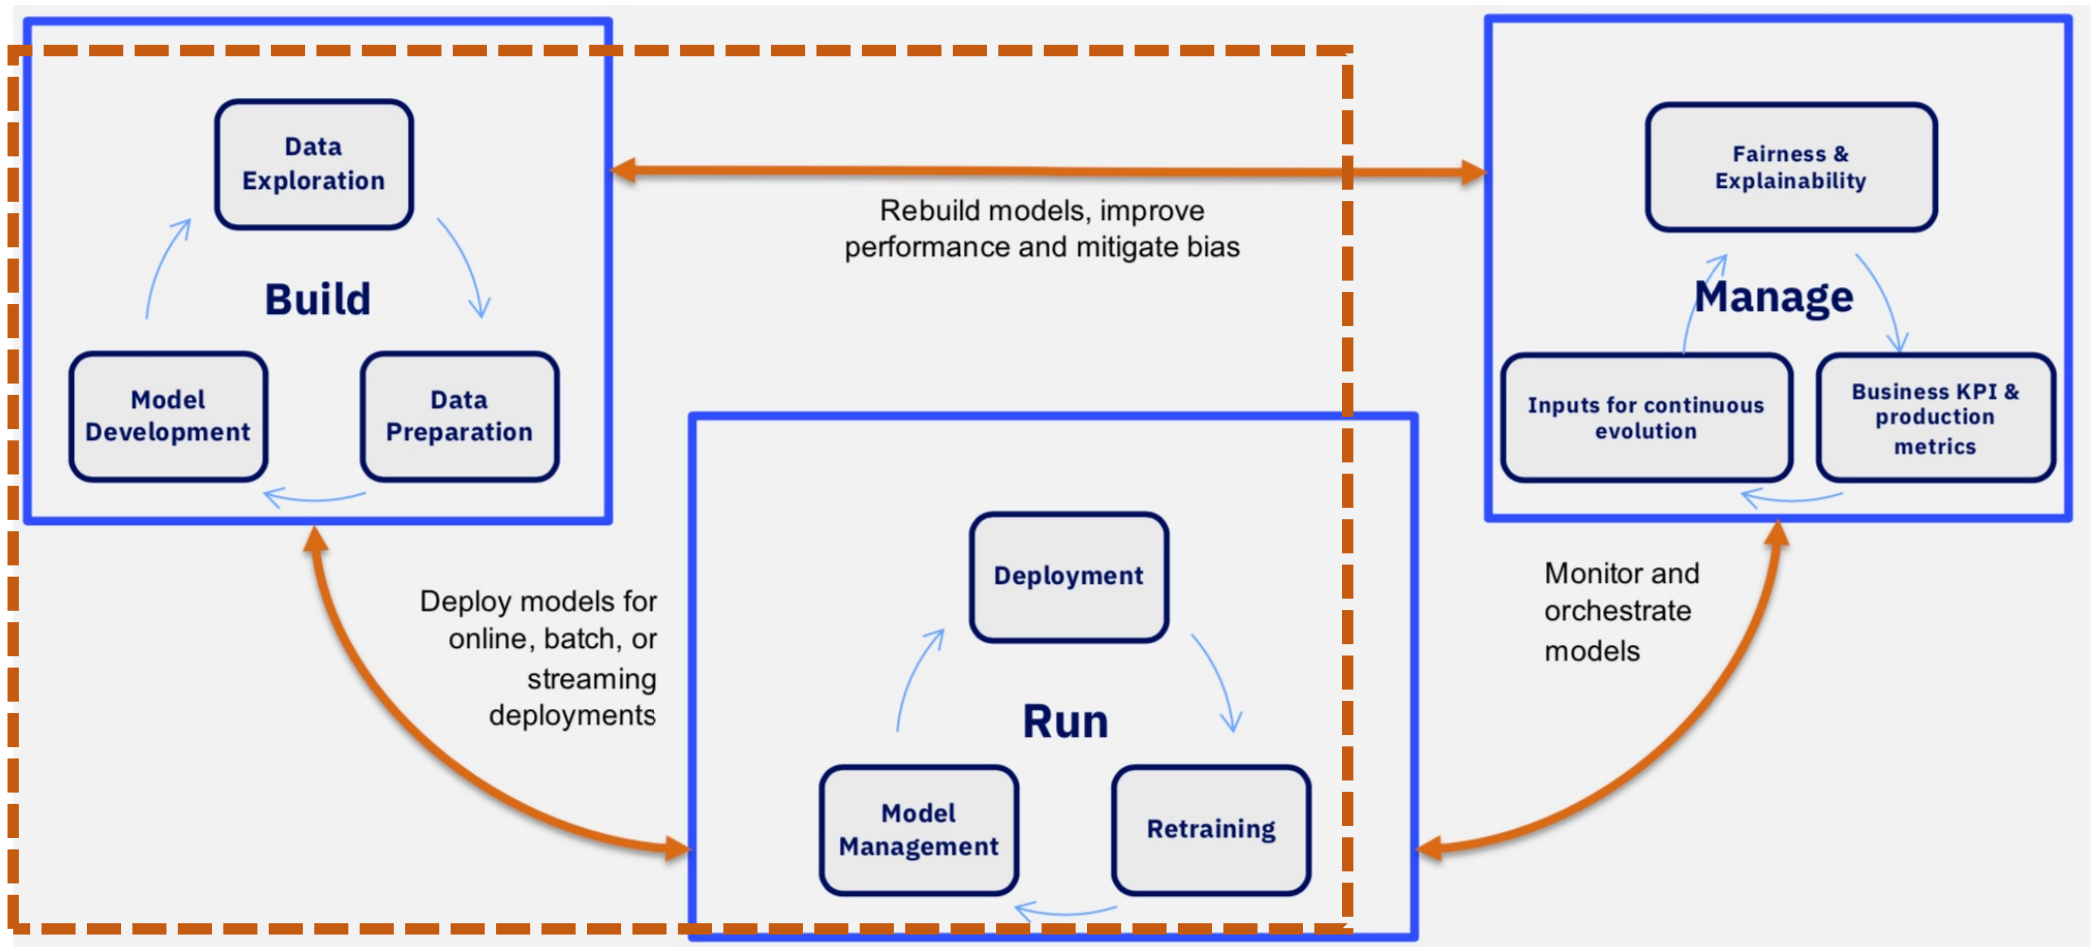 Data
Exploration
Build
Model
Development
Data
Preparation
Rebuild models, improve
performance and mitigate bias
Fairness &
Explainability
Manage
Inputs for continuous
evolution
Business KPI &
production
metrics
Deploy models for
online, batch, or
streaming
deployments
Deployment
Run
Model
Management
Retraining
Monitor and
orchestrate
models